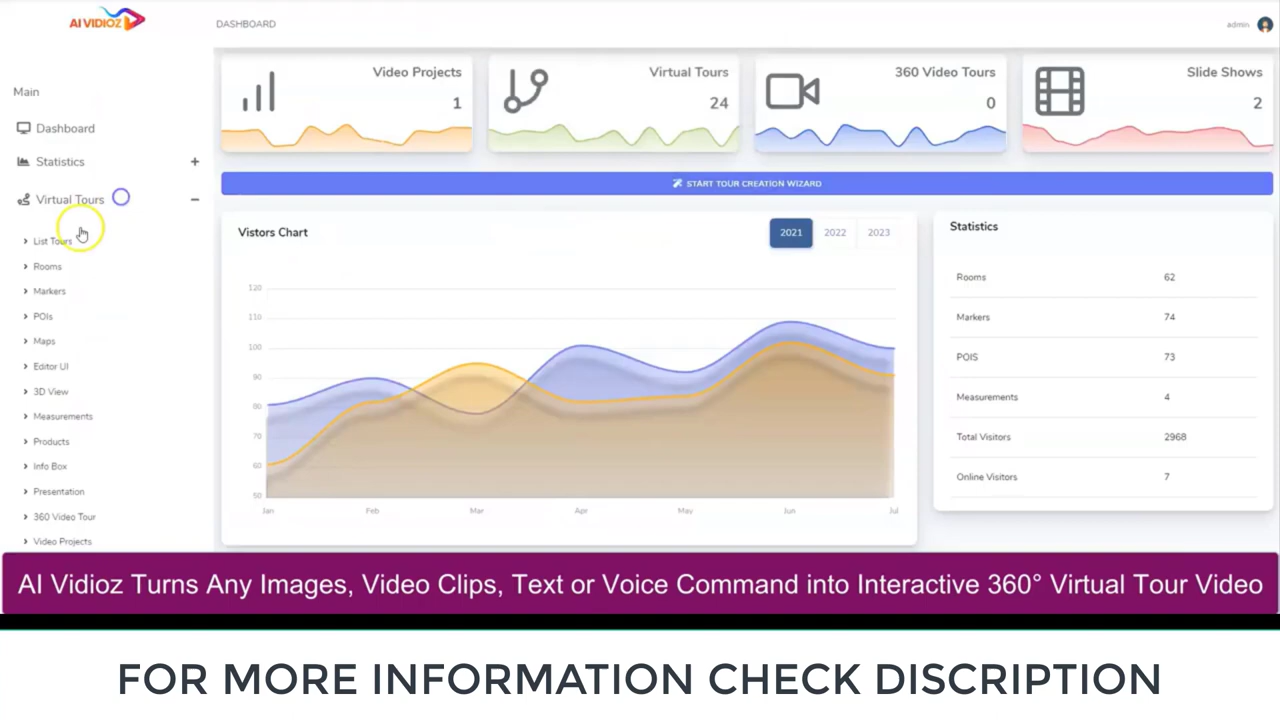 AI VIDIOZ
DASHBOARD
admin
Main
Dashboard
Statistics +
Virtual Tours −
List Tours
Rooms
Markers
POIs
Maps
Editor UI
3D View
Measurements
Products
Info Box
Presentation
360 Video Tour
Video Projects
Video Projects
1
Virtual Tours
24
360 Video Tours
0
Slide Shows
2
START TOUR CREATION WIZARD
Vistors Chart
2021 2022 2023
120
110
100
90
80
70
60
50
Jan Feb Mar Apr May Jun Jul
Statistics
Rooms 62
Markers 74
POIS 73
Measurements 4
Total Visitors 2968
Online Visitors 7
AI Vidioz Turns Any Images, Video Clips, Text or Voice Command into Interactive 360° Virtual Tour Video
FOR MORE INFORMATION CHECK DISCRIPTION